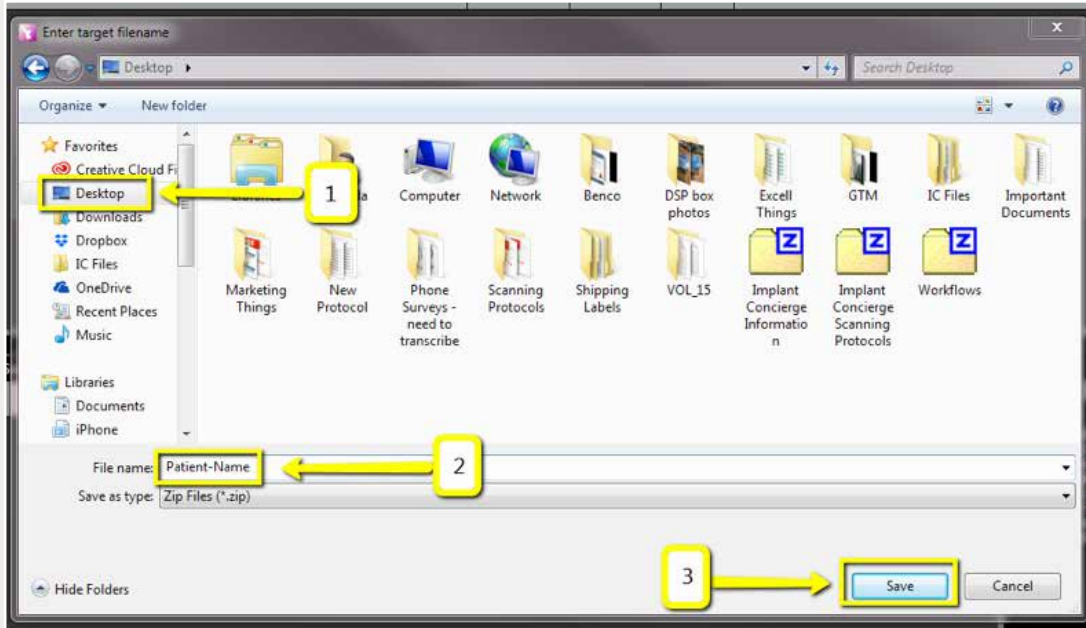 Enter target filename
x
Desktop
Search Desktop
Organize
New folder
Favorites
Creative Cloud Fi
Desktop
Downloads
Dropbox
IC Files
OneDrive
Recent Places
Music
Libraries
Documents
iPhone
1
Computer
Network
Benco
DSP box
photos
Excell
Things
GTM
IC Files
Important
Documents
Marketing
Things
New
Protocol
Phone
Surveys -
need to
transcribe
Scanning
Protocols
Shipping
Labels
VOL_15
Z
Implant
Concierge
Informatio
n
Z
Implant
Concierge
Scanning
Protocols
Z
Workflows
File name: Patient-Name
2
Save as type: Zip Files (*.zip)
Hide Folders
3
Save
Cancel